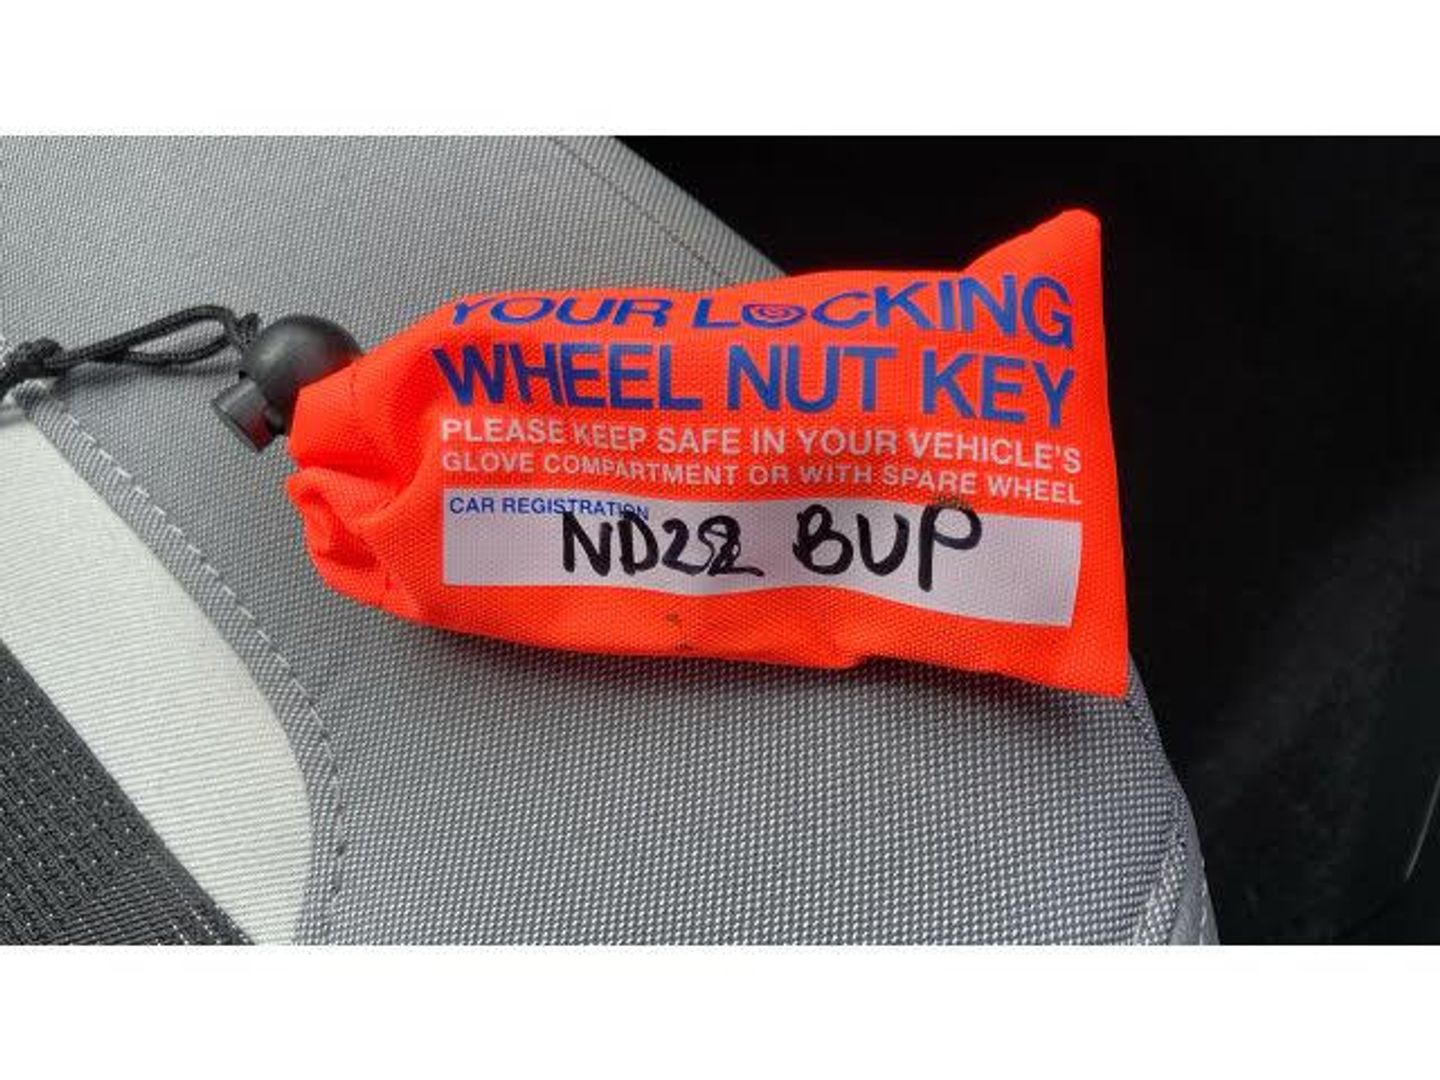 YOUR LOCKING
WHEEL NUT KEY
PLEASE KEEP SAFE IN YOUR VEHICLE'S
GLOVE COMPARTMENT OR WITH SPARE WHEEL
CAR REGISTRATION
ND22 BUP